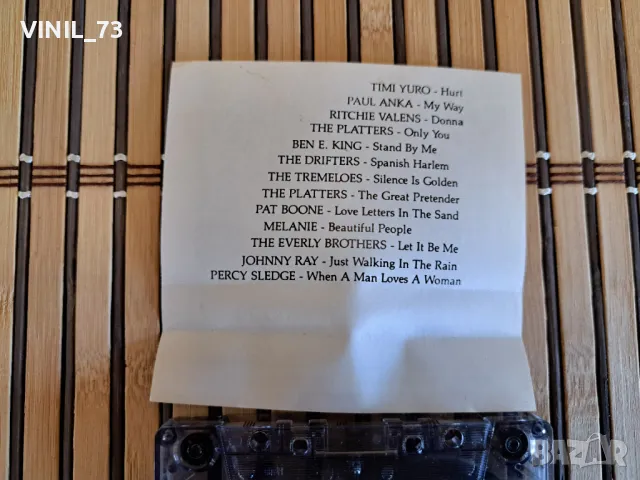 VINIL_73
TIMI YURO - Hurt
PAUL ANKA - My Way
RITCHIE VALENS - Donna
THE PLATTERS - Only You
BEN E. KING - Stand By Me
THE DRIFTERS - Spanish Harlem
THE TREMELOES - Silence Is Golden
THE PLATTERS - The Great Pretender
PAT BOONE - Love Letters In The Sand
MELANIE - Beautiful People
THE EVERLY BROTHERS - Let It Be Me
JOHNNY RAY - Just Walking In The Rain
PERCY SLEDGE - When A Man Loves A Woman
BAZAR
bg